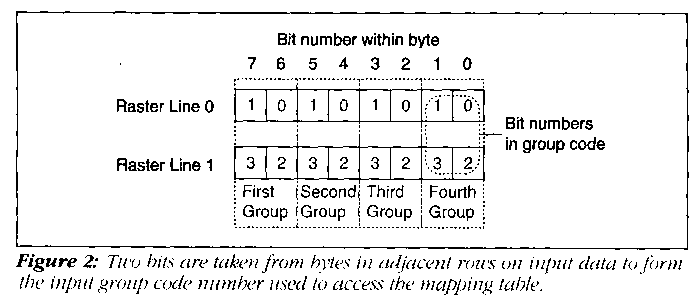 Bit number within byte
7 6 5 4 3 2 1 0
Raster Line 0 1 0 1 0 1 0 1 0
Bit numbers
in group code
Raster Line 1 3 2 3 2 3 2 3 2
First Second Third Fourth
Group Group Group Group
Figure 2: Two bits are taken from bytes in adjacent rows on input data to form
the input group code number used to access the mapping table.